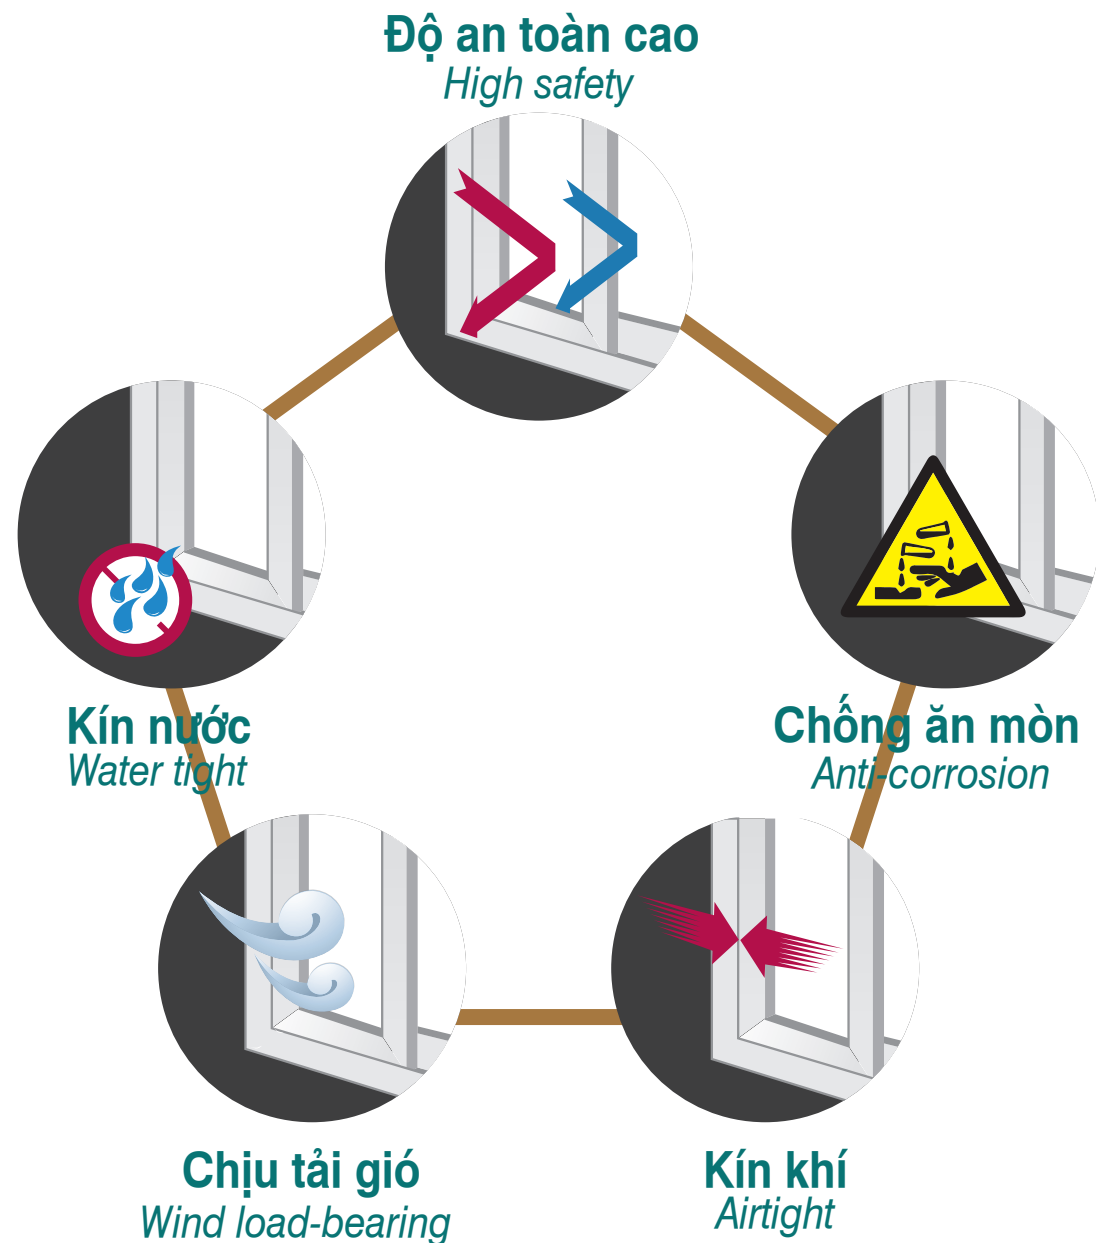 Độ an toàn cao
High safety
Kín nước
Water tight
Chống ăn mòn
Anti-corrosion
Chịu tải gió
Wind load-bearing
Kín khí
Airtight